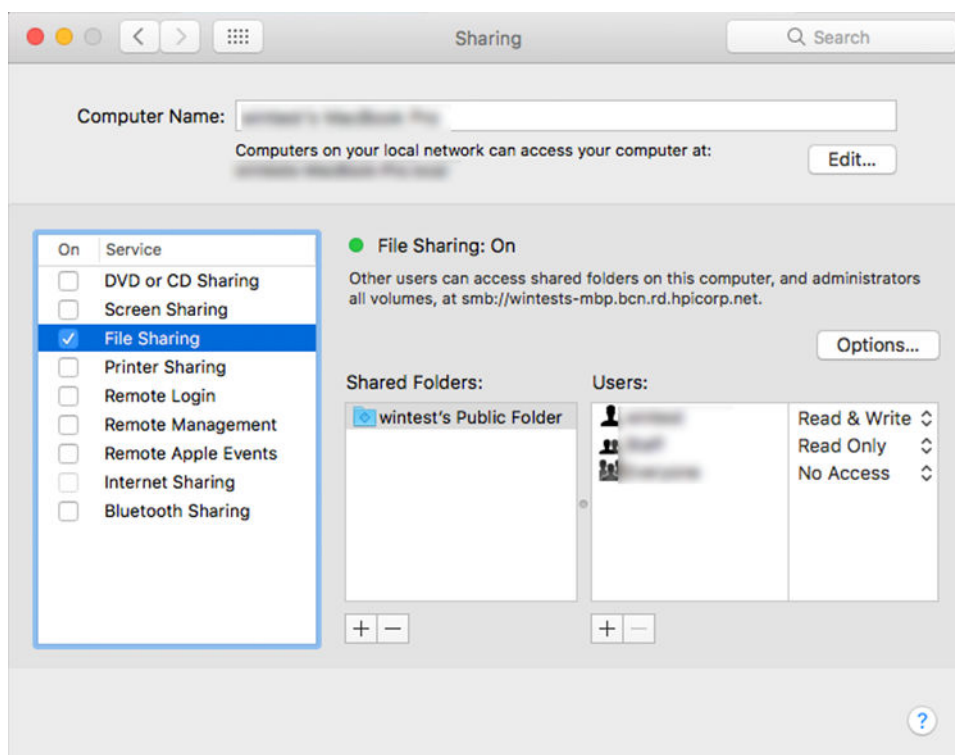 Sharing
Search
Computer Name:
Computers on your local network can access your computer at:
Edit...
On Service
DVD or CD Sharing
Screen Sharing
File Sharing
Printer Sharing
Remote Login
Remote Management
Remote Apple Events
Internet Sharing
Bluetooth Sharing
File Sharing: On
Other users can access shared folders on this computer, and administrators
all volumes, at smb://wintests-mbp.bcn.rd.hpicorp.net.
Options...
Shared Folders:
wintest's Public Folder
Users:
Read & Write
Read Only
No Access
+ −
+ −
?